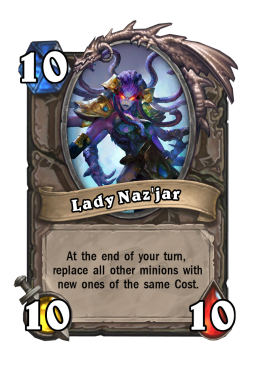 10
Lady Naz'jar
At the end of your turn,
replace all other minions with
new ones of the same Cost.
10
10